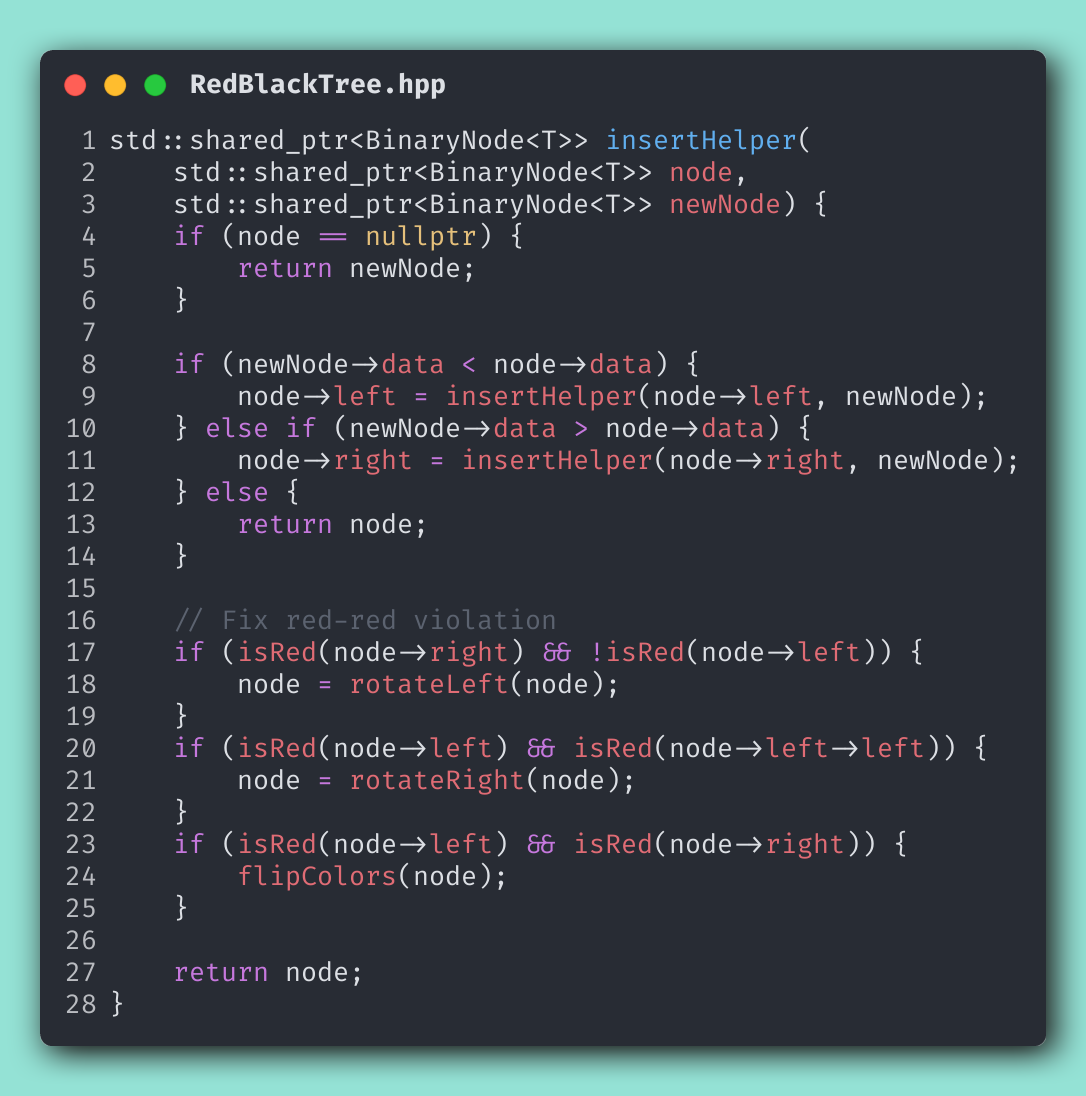 RedBlackTree.hpp
1 std::shared_ptr<BinaryNode<T>> insertHelper(
2     std::shared_ptr<BinaryNode<T>> node,
3     std::shared_ptr<BinaryNode<T>> newNode) {
4     if (node == nullptr) {
5         return newNode;
6     }
7
8     if (newNode->data < node->data) {
9         node->left = insertHelper(node->left, newNode);
10     } else if (newNode->data > node->data) {
11         node->right = insertHelper(node->right, newNode);
12     } else {
13         return node;
14     }
15
16     // Fix red-red violation
17     if (isRed(node->right) && !isRed(node->left)) {
18         node = rotateLeft(node);
19     }
20     if (isRed(node->left) && isRed(node->left->left)) {
21         node = rotateRight(node);
22     }
23     if (isRed(node->left) && isRed(node->right)) {
24         flipColors(node);
25     }
26
27     return node;
28 }